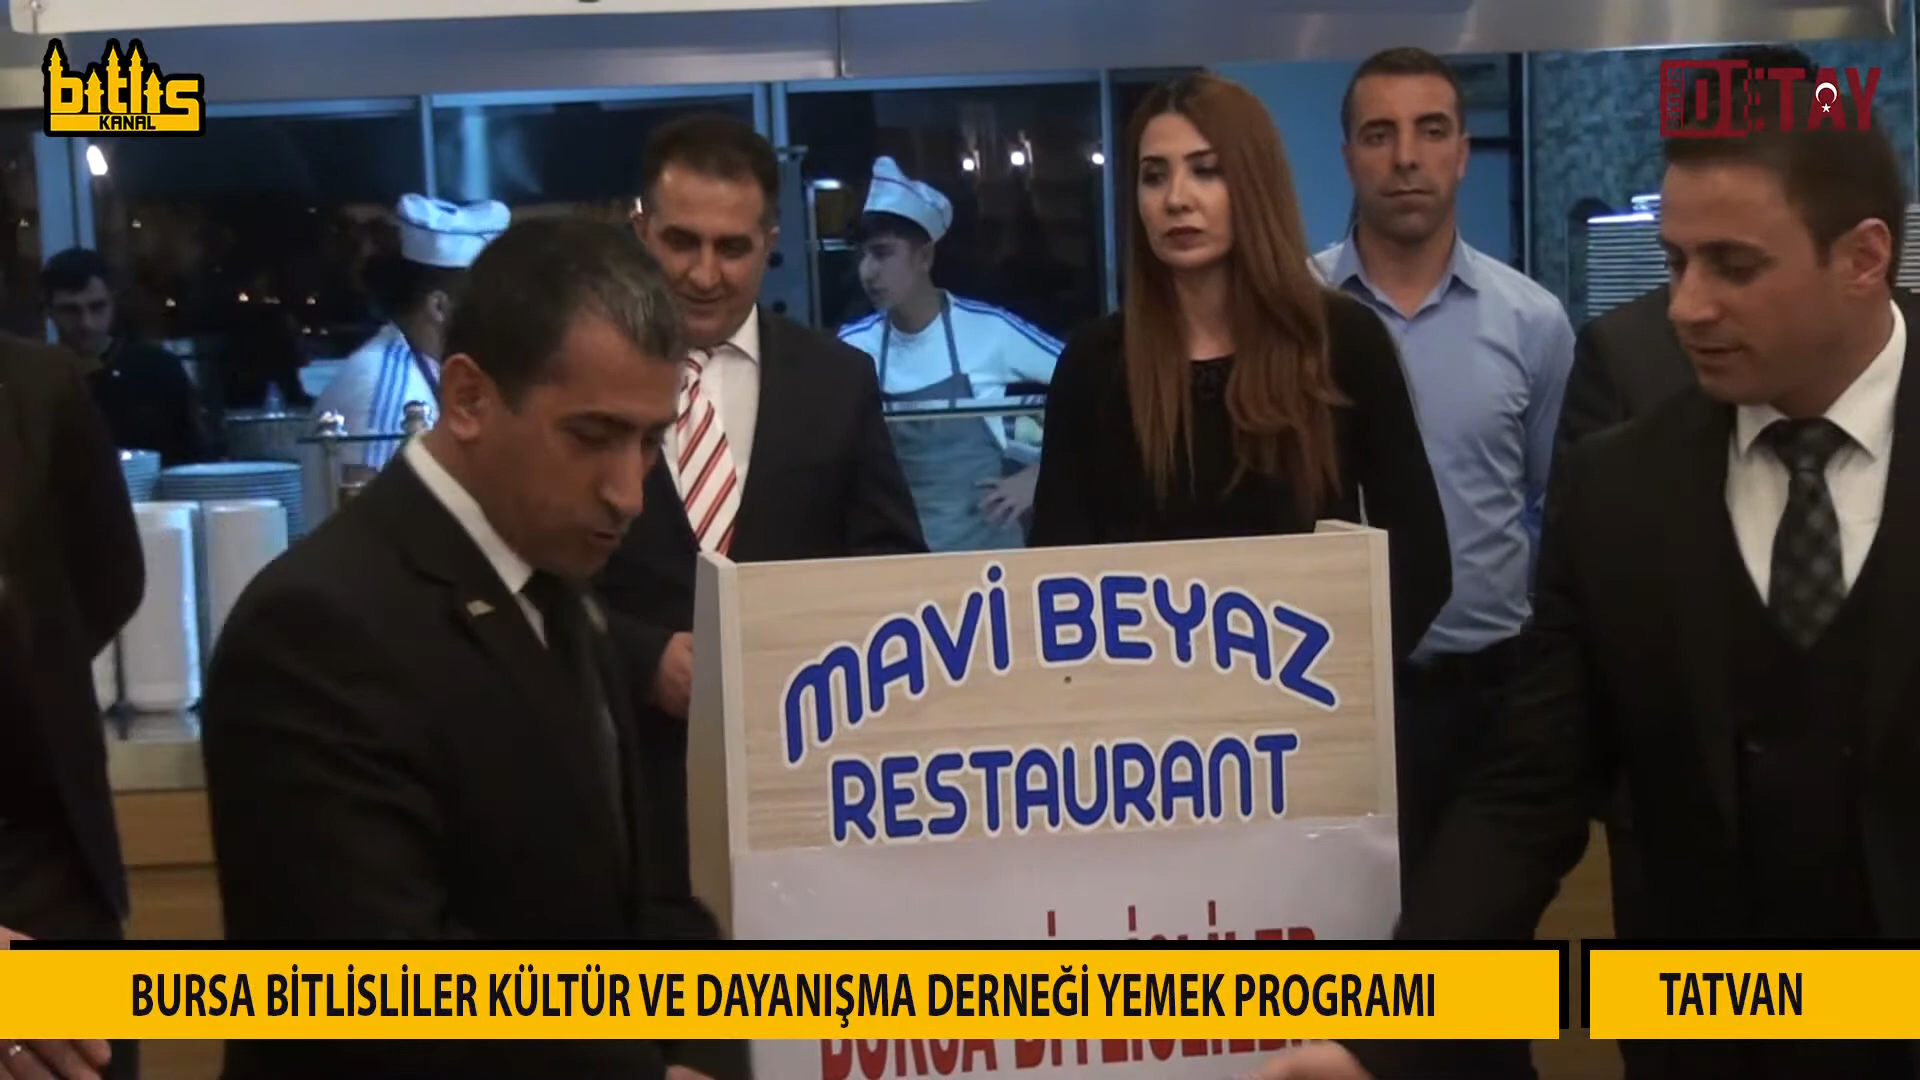 bitlis
KANAL
DETAY
MAVİ BEYAZ
RESTAURANT
BURSA BİTLİSLİLER KÜLTÜR VE DAYANIŞMA DERNEĞİ YEMEK PROGRAMI
TATVAN